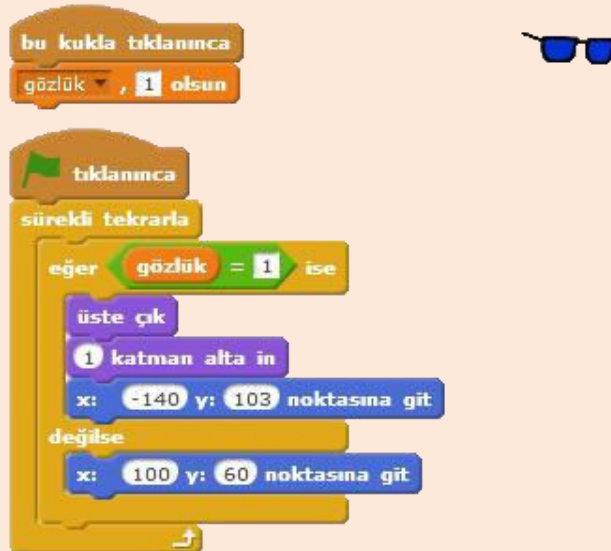 bu kukla tıklanınca
gözlük , 1 olsun
tıklanınca
sürekli tekrarla
eğer gözlük = 1 ise
üste çık
1 katman alta in
x: -140 y: 103 noktasına git
değilse
x: 100 y: 60 noktasına git